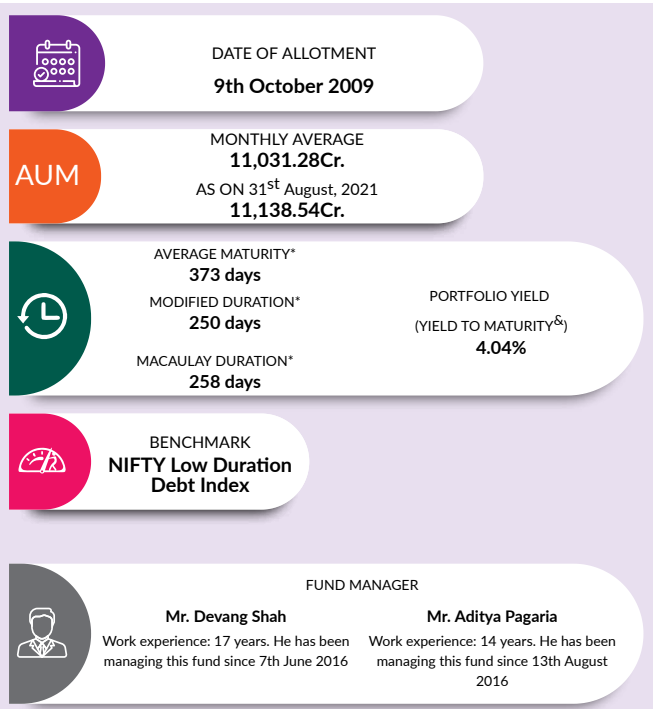 DATE OF ALLOTMENT
9th October 2009
AUM
MONTHLY AVERAGE
11,031.28Cr.
AS ON 31st August, 2021
11,138.54Cr.
AVERAGE MATURITY*
373 days
MODIFIED DURATION*
250 days
MACAULAY DURATION*
258 days
PORTFOLIO YIELD
(YIELD TO MATURITY&)
4.04%
BENCHMARK
NIFTY Low Duration
Debt Index
FUND MANAGER
Mr. Devang Shah
Work experience: 17 years. He has been
managing this fund since 7th June 2016
Mr. Aditya Pagaria
Work experience: 14 years. He has been
managing this fund since 13th August
2016